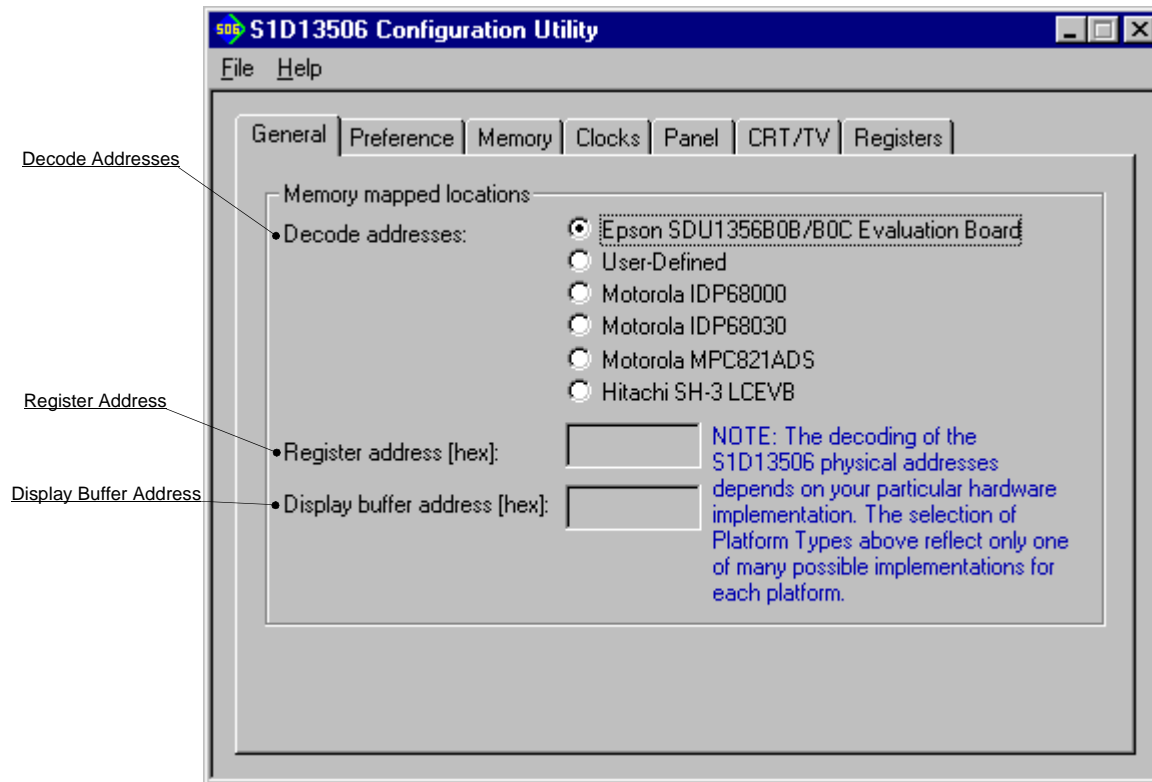 506 S1D13506 Configuration Utility
File Help
General Preference Memory Clocks Panel CRT/TV Registers
Decode Addresses
Memory mapped locations
Decode addresses:
Epson SDU1356B0B/B0C Evaluation Board
User-Defined
Motorola IDP68000
Motorola IDP68030
Motorola MPC821ADS
Hitachi SH-3 LCEVB
Register Address
Register address [hex]:
Display Buffer Address
Display buffer address [hex]:
NOTE: The decoding of the
S1D13506 physical addresses
depends on your particular hardware
implementation. The selection of
Platform Types above reflect only one
of many possible implementations for
each platform.